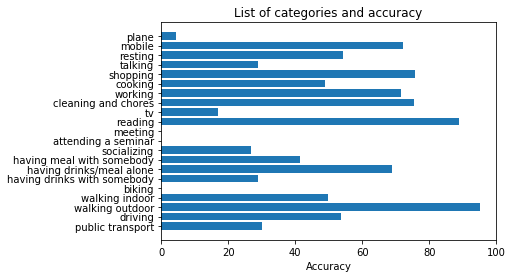 List of categories and accuracy
plane
mobile
resting
talking
shopping
cooking
working
cleaning and chores
tv
reading
meeting
attending a seminar
socializing
having meal with somebody
having drinks/meal alone
having drinks with somebody
biking
walking indoor
walking outdoor
driving
public transport
0 20 40 60 80 100
Accuracy